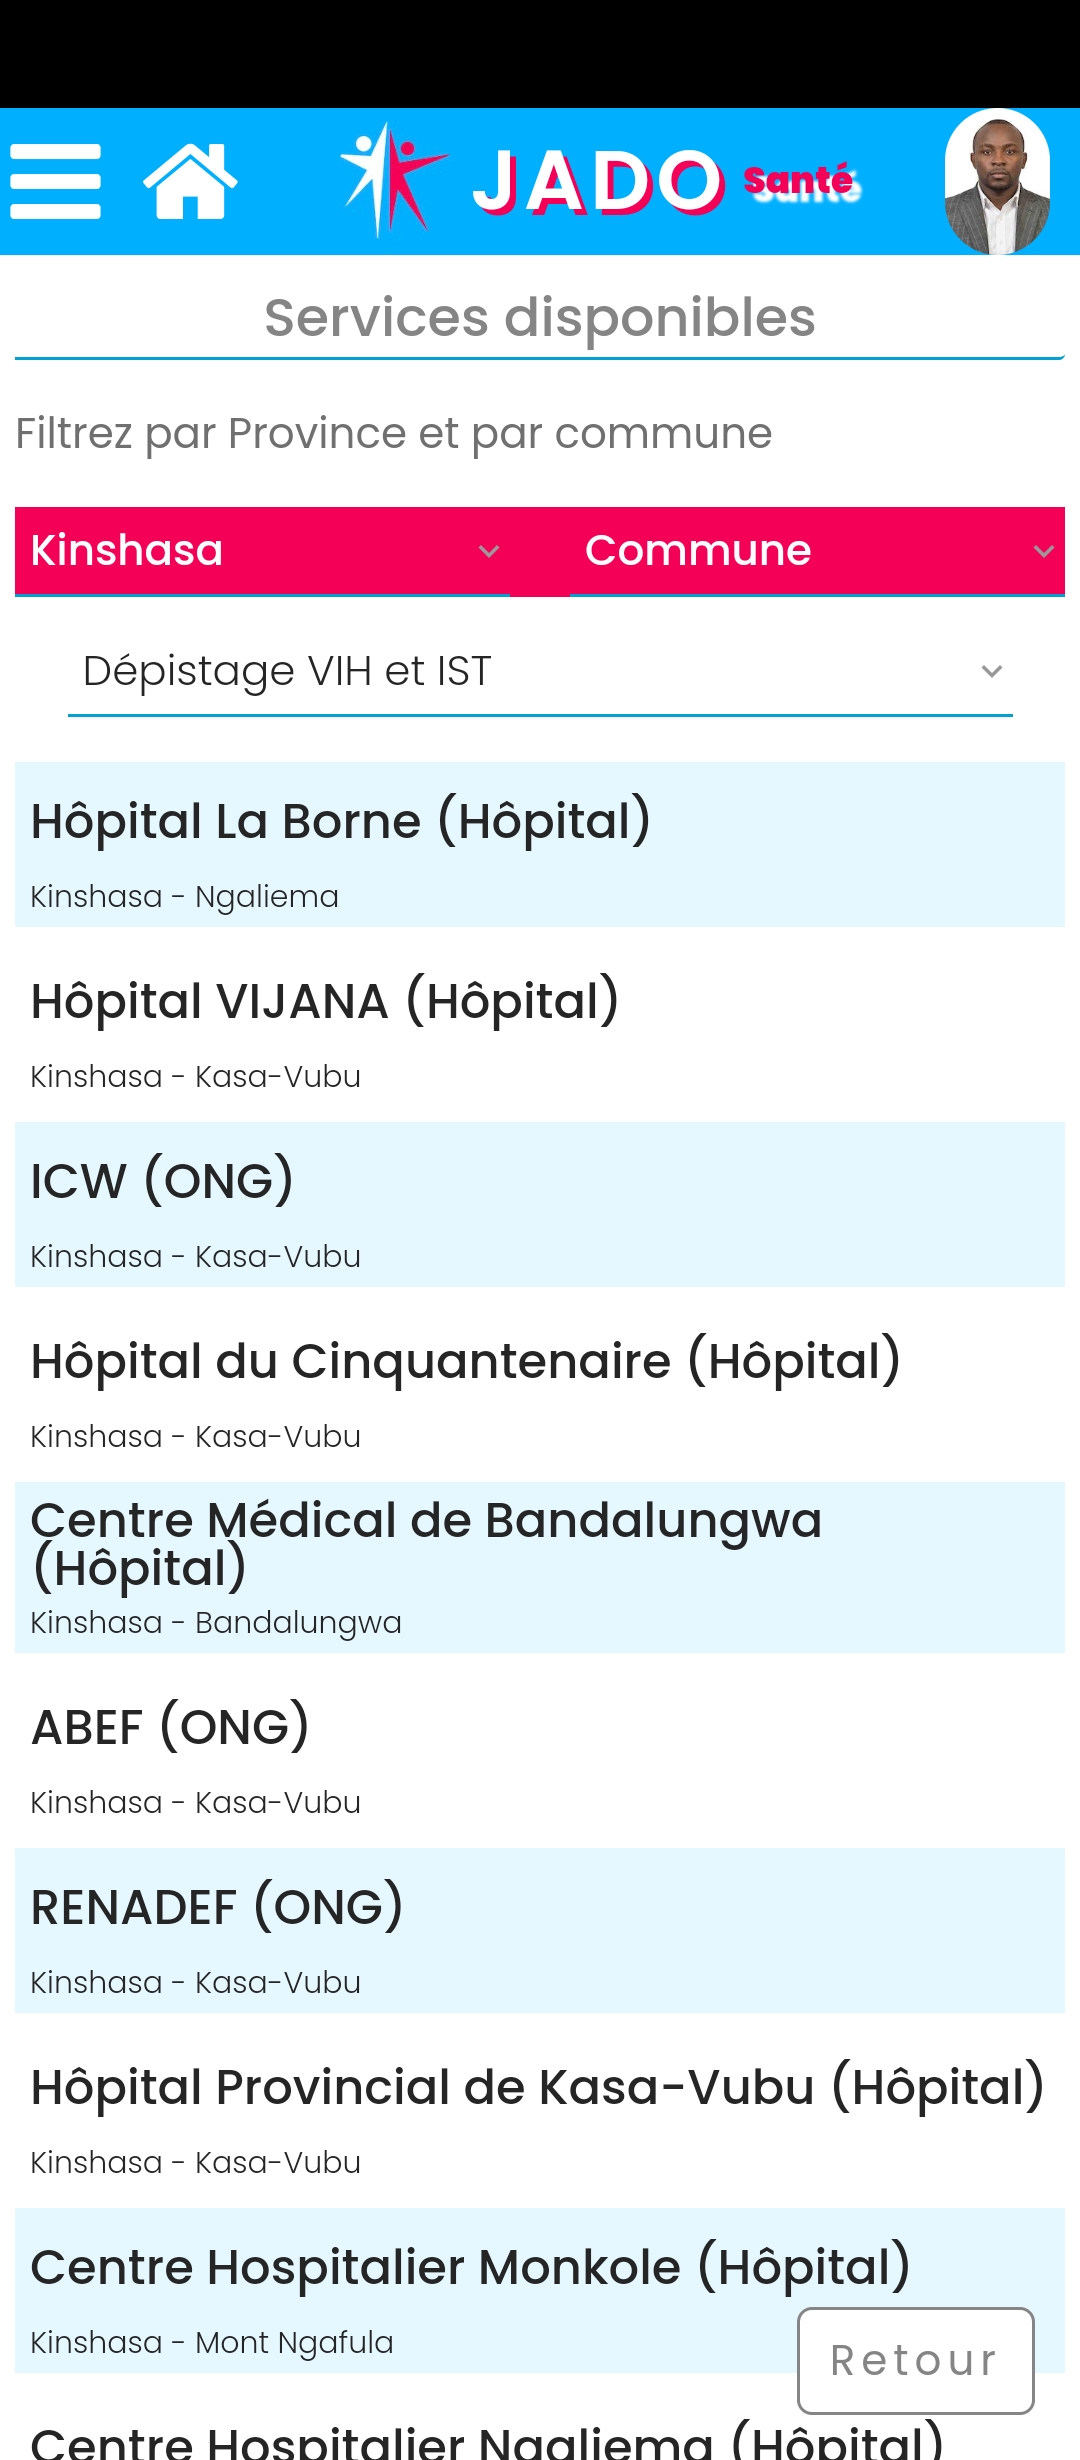 JADO Santé
Services disponibles
Filtrez par Province et par commune
Kinshasa
Commune
Dépistage VIH et IST
Hôpital La Borne (Hôpital)
Kinshasa - Ngaliema
Hôpital VIJANA (Hôpital)
Kinshasa - Kasa-Vubu
ICW (ONG)
Kinshasa - Kasa-Vubu
Hôpital du Cinquantenaire (Hôpital)
Kinshasa - Kasa-Vubu
Centre Médical de Bandalungwa
(Hôpital)
Kinshasa - Bandalungwa
ABEF (ONG)
Kinshasa - Kasa-Vubu
RENADEF (ONG)
Kinshasa - Kasa-Vubu
Hôpital Provincial de Kasa-Vubu (Hôpital)
Kinshasa - Kasa-Vubu
Centre Hospitalier Monkole (Hôpital)
Kinshasa - Mont Ngafula
Retour
Centre Hospitalier Ngaliema (Hôpital)